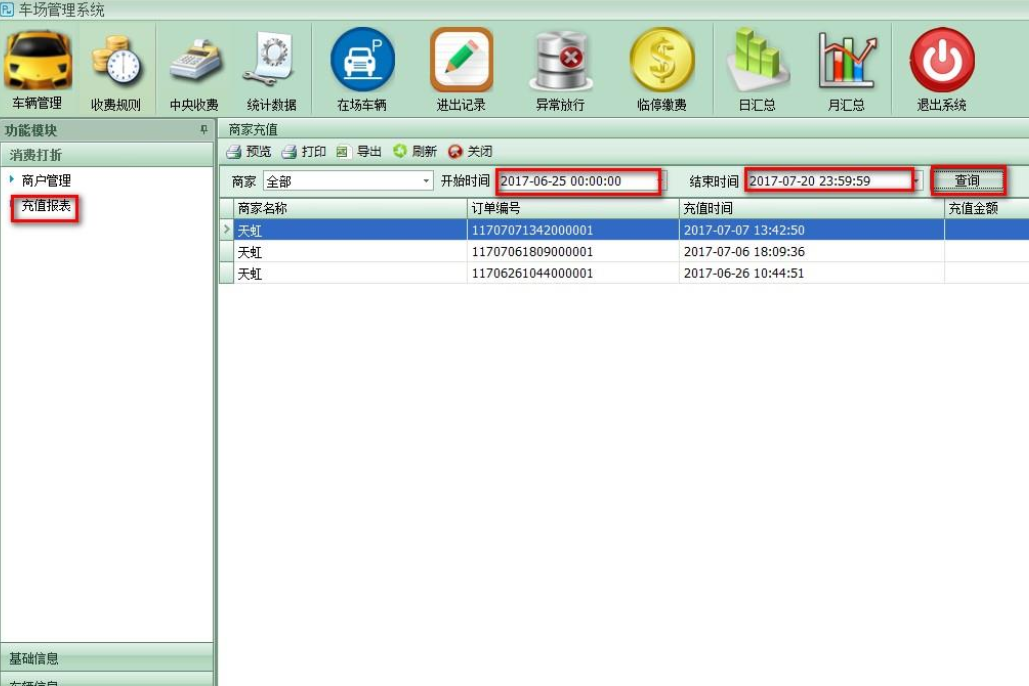 车场管理系统
车辆管理 收费规则 中央收费 统计数据 在场车辆 进出记录 异常放行 临停缴费 日汇总 月汇总 退出系统
功能模块
消费打折
商户管理
充值报表
商家充值
预览 打印 导出 刷新 关闭
商家 全部 开始时间 2017-06-25 00:00:00 结束时间 2017-07-20 23:59:59 查询
商家名称 订单编号 充值时间 充值金额
天虹 11707071342000001 2017-07-07 13:42:50
天虹 11707061809000001 2017-07-06 18:09:36
天虹 11706261044000001 2017-06-26 10:44:51
基础信息
车辆信息